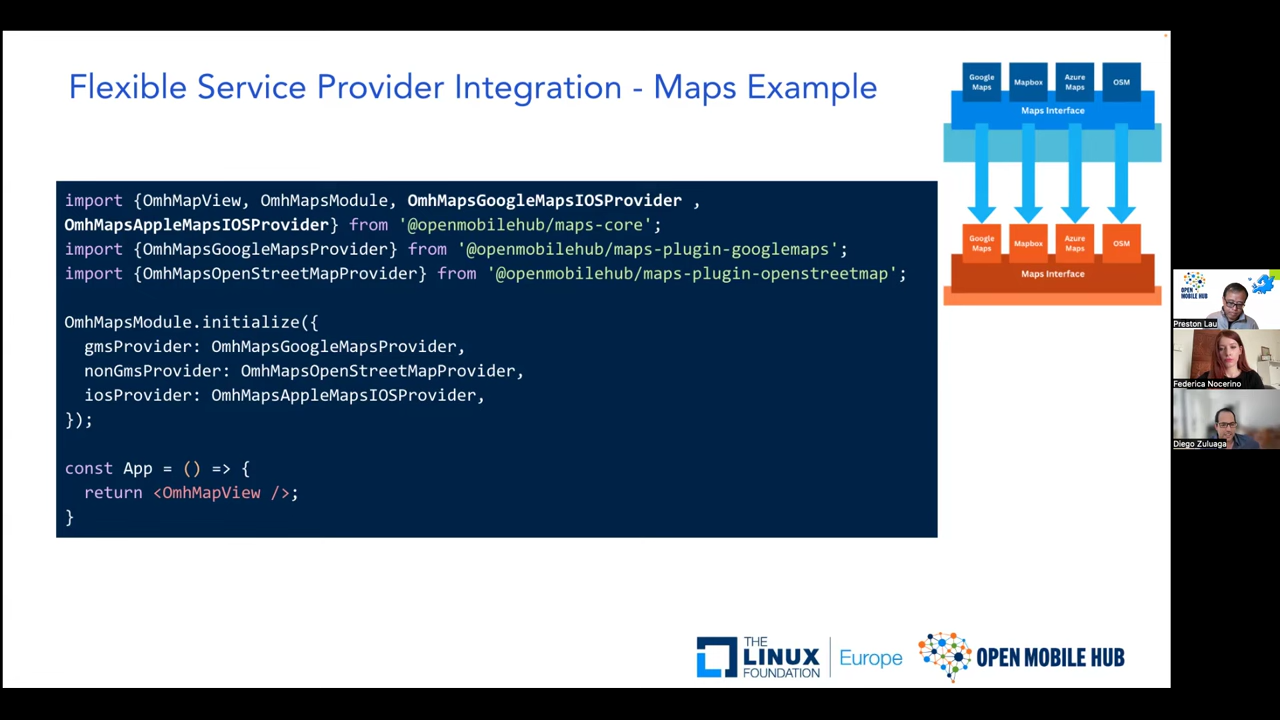 Flexible Service Provider Integration - Maps Example
Google Maps
Mapbox
Azure Maps
OSM
Maps Interface
Google Maps
Mapbox
Azure Maps
OSM
Maps Interface
import {OmhMapView, OmhMapsModule, OmhMapsGoogleMapsIOSProvider ,
OmhMapsAppleMapsIOSProvider} from '@openmobilehub/maps-core';
import {OmhMapsGoogleMapsProvider} from '@openmobilehub/maps-plugin-googlemaps';
import {OmhMapsOpenStreetMapProvider} from '@openmobilehub/maps-plugin-openstreetmap';
OmhMapsModule.initialize({
gmsProvider: OmhMapsGoogleMapsProvider,
nonGmsProvider: OmhMapsOpenStreetMapProvider,
iosProvider: OmhMapsAppleMapsIOSProvider,
});
const App = () => {
return <OmhMapView />;
}
THE
LINUX
FOUNDATION
Europe
OPEN MOBILE HUB
OPEN
MOBILE HUB
Preston Lau
Federica Nocerino
Diego Zuluaga